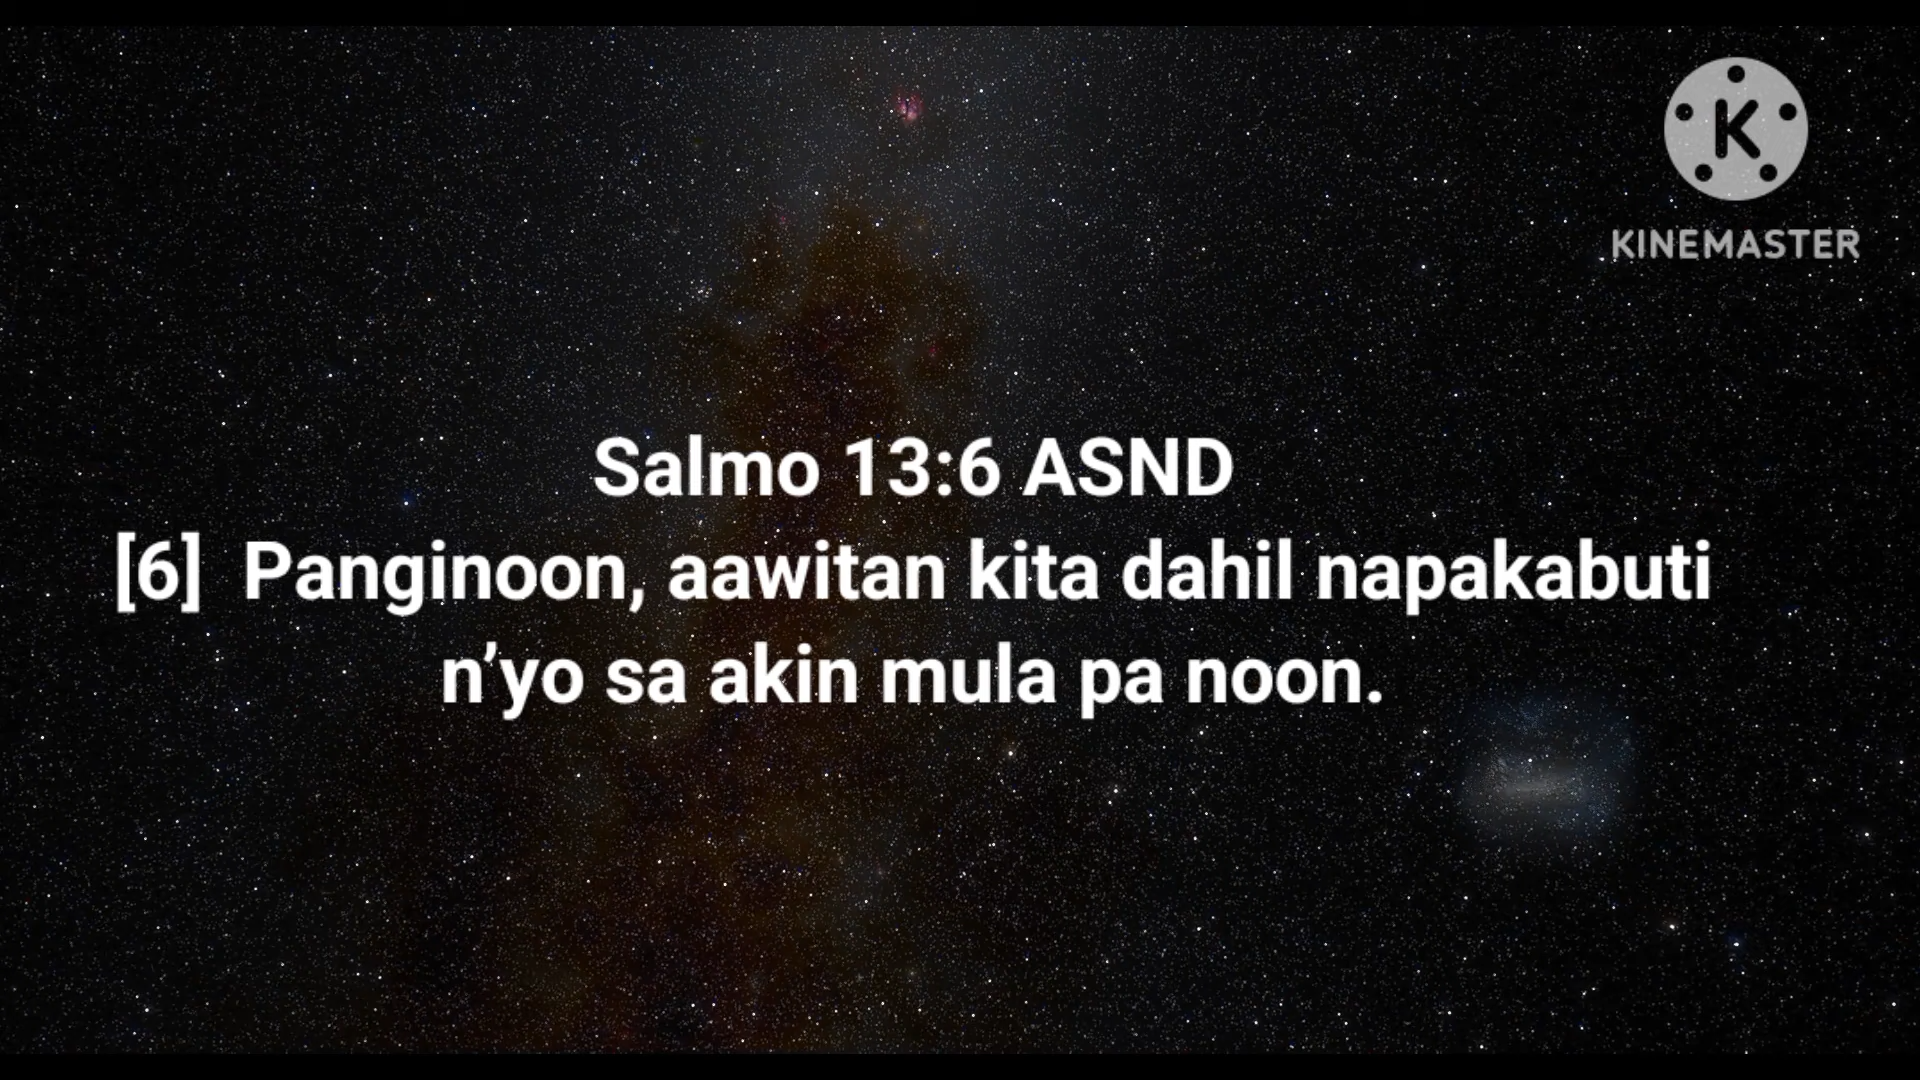 K
KINEMASTER
Salmo 13:6 ASND
[6] Panginoon, aawitan kita dahil napakabuti
n’yo sa akin mula pa noon.